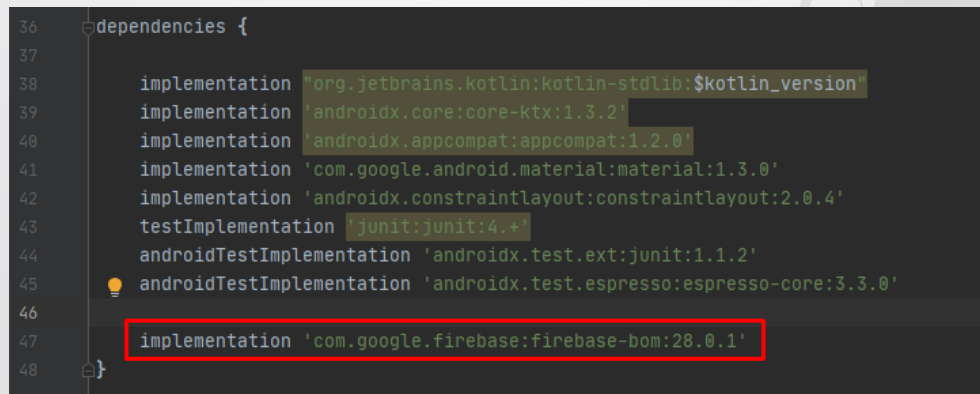 36 dependencies {
37
38 implementation "org.jetbrains.kotlin:kotlin-stdlib:$kotlin_version"
39 implementation 'androidx.core:core-ktx:1.3.2'
40 implementation 'androidx.appcompat:appcompat:1.2.0'
41 implementation 'com.google.android.material:material:1.3.0'
42 implementation 'androidx.constraintlayout:constraintlayout:2.0.4'
43 testImplementation 'junit:junit:4.+'
44 androidTestImplementation 'androidx.test.ext:junit:1.1.2'
45 androidTestImplementation 'androidx.test.espresso:espresso-core:3.3.0'
46
47 implementation 'com.google.firebase:firebase-bom:28.0.1'
48 }